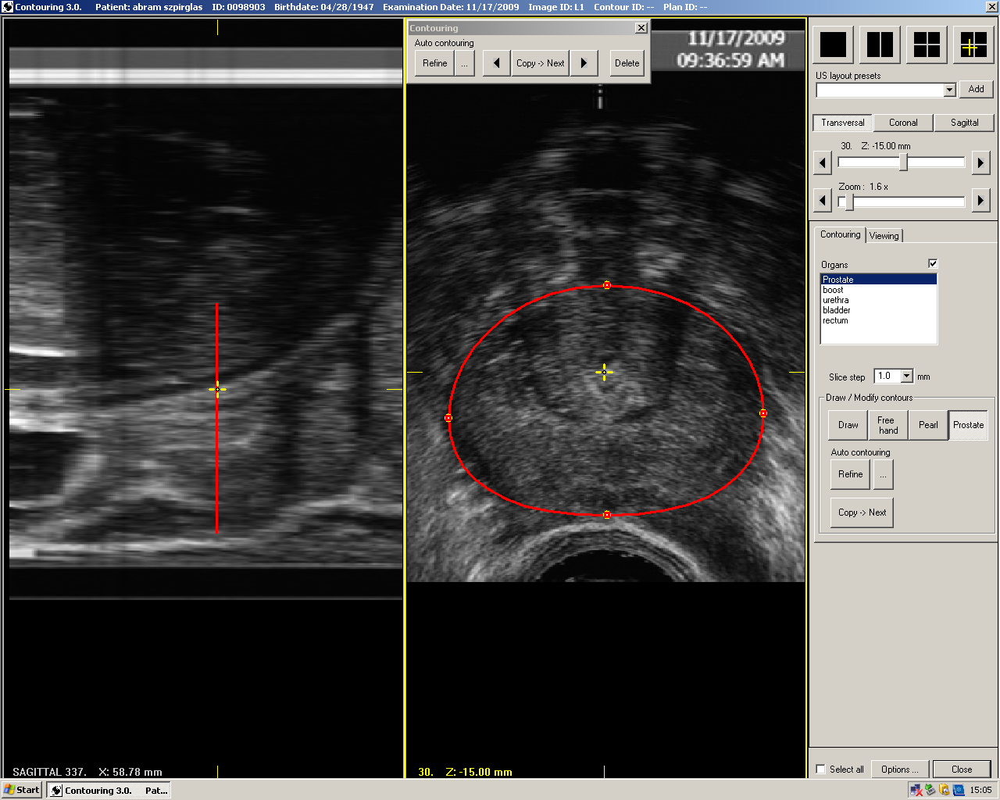 Contouring 3.0. Patient: abram szpirglas ID: 0098903 Birthdate: 04/28/1947 Examination Date: 11/17/2009 Image ID: L1 Contour ID: -- Plan ID: --
Contouring
Auto contouring
Refine ... Copy -> Next Delete
11/17/2009
09:36:59 AM
US layout presets
Add
Transversal Coronal Sagittal
30. Z: -15.00 mm
Zoom : 1.6 x
Contouring Viewing
Organs
Prostate
boost
urethra
bladder
rectum
Slice step 1.0 mm
Draw / Modify contours
Draw Free hand Pearl Prostate
Auto contouring
Refine ...
Copy -> Next
SAGITTAL 337. X: 58.78 mm
30. Z: -15.00 mm
Select all Options ... Close
Start Contouring 3.0. Pat... 15:05